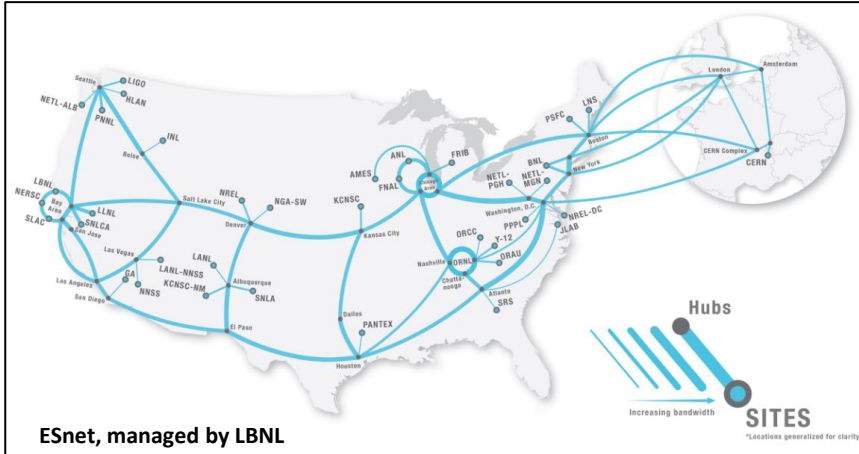 Seattle
LIGO
HLAN
NETL-ALB
PNNL
Boise
INL
LBNL
NERSC
Bay
Area
SLAC
LLNL
SNLCA
San Jose
Salt Lake City
NREL
NGA-SW
Denver
Las Vegas
LANL-NNSS
NNSS
GA
Los Angeles
San Diego
LANL
KCNSC-NM
Albuquerque
SNLA
El Paso
KCNSC
Kansas City
Dallas
PANTEX
Houston
AMES
ANL
FNAL
Chicago
Area
FRIB
Nashville
ORNL
ORCC
Y-12
ORAU
Chatta-
nooga
Atlanta
SRS
PSFC
LNS
Boston
BNL
New York
NETL-
PGH
NETL-
MGN
Washington, D.C.
PPPL
NREL-DC
JLAB
London
Amsterdam
CERN Complex
CERN
Hubs
Increasing bandwidth
SITES
*Locations generalized for clarity
ESnet, managed by LBNL